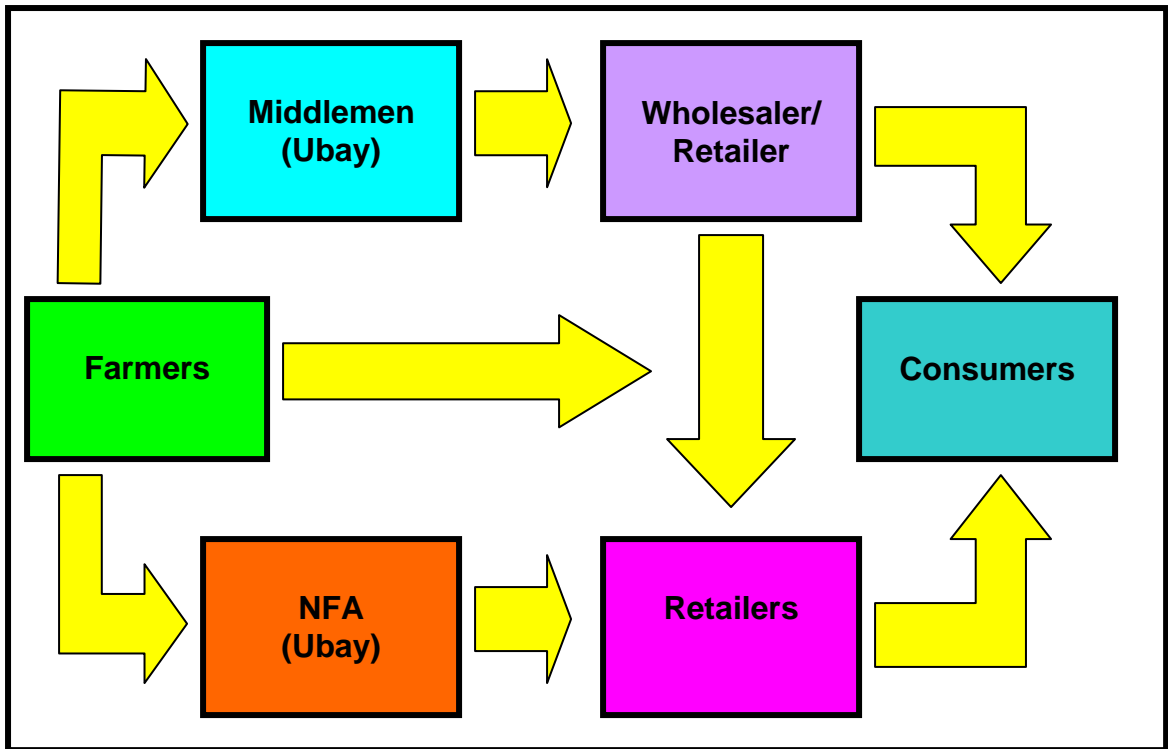 Middlemen
(Ubay)
Wholesaler/
Retailer
Farmers
Consumers
NFA
(Ubay)
Retailers